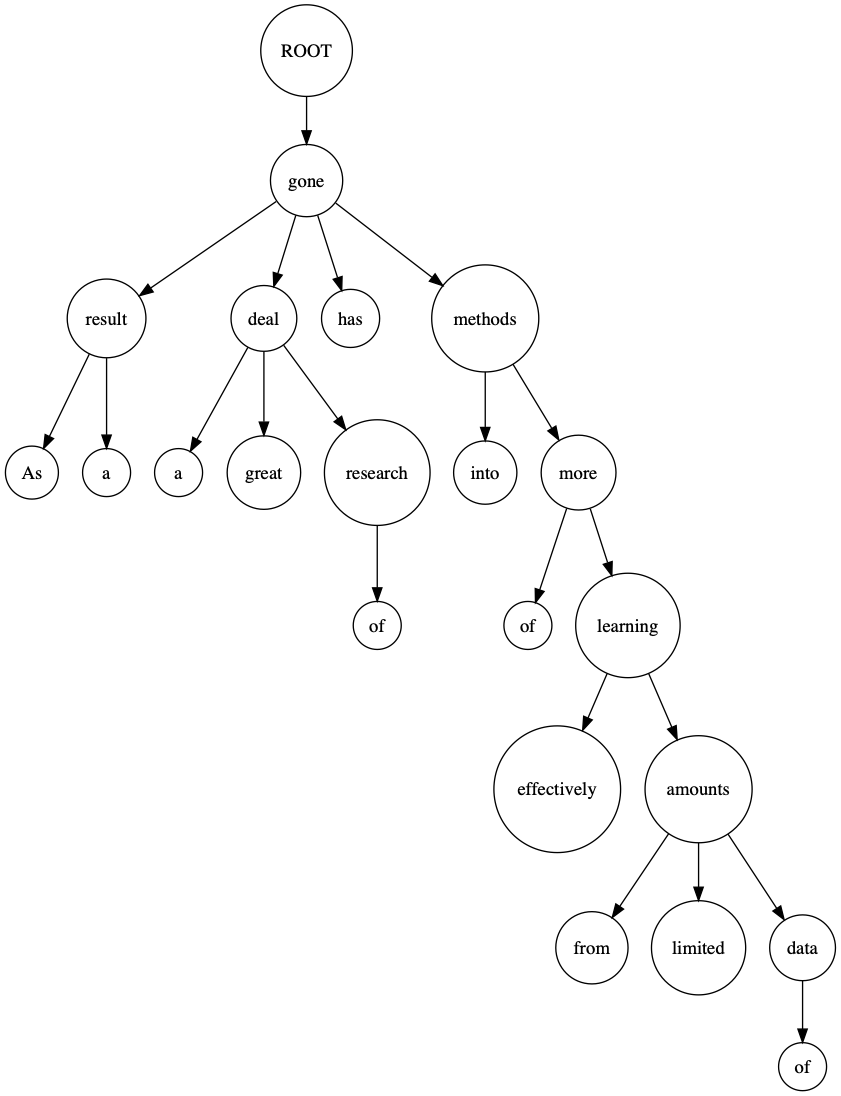 ROOT
gone
result deal has methods
As a a great research into more
of of learning
effectively amounts
from limited data
of